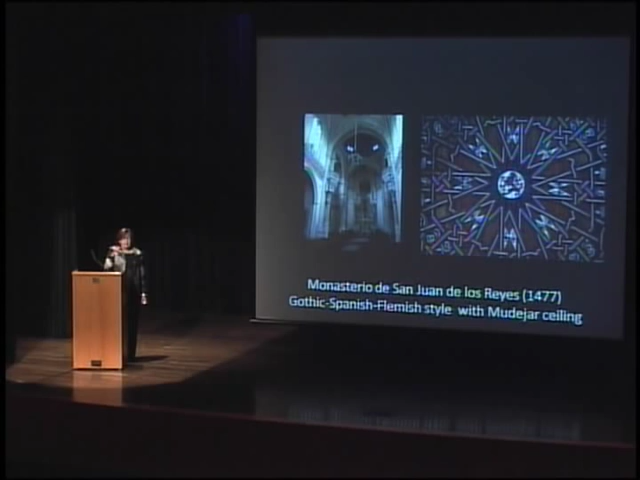 Monasterio de San Juan de los Reyes (1477)
Gothic-Spanish-Flemish style with Mudejar ceiling